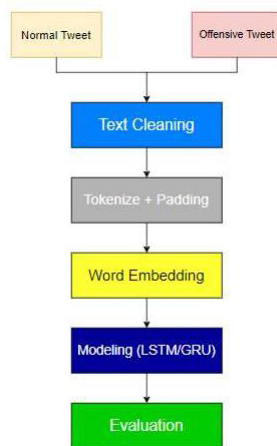 Normal Tweet
Offensive Tweet
Text Cleaning
Tokenize + Padding
Word Embedding
Modeling (LSTM/GRU)
Evaluation